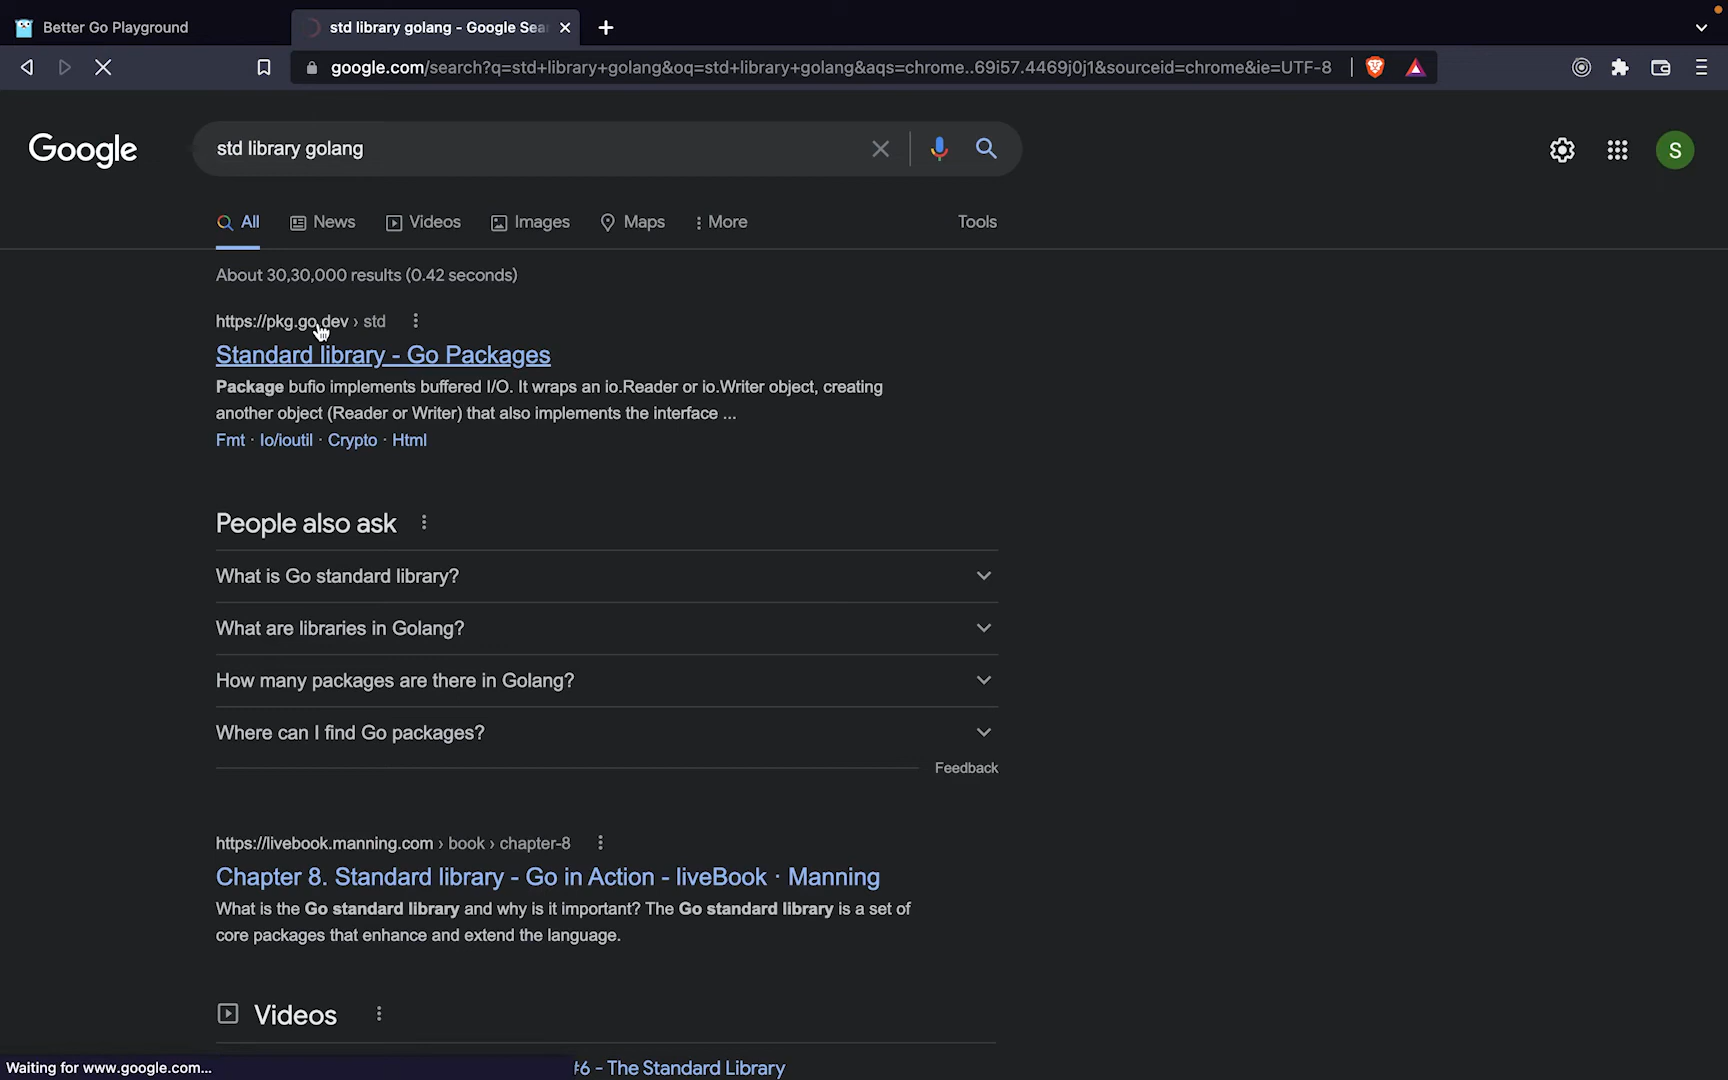 Better Go Playground
std library golang - Google Sear
google.com/search?q=std+library+golang&oq=std+library+golang&aqs=chrome..69i57.4469j0j1&sourceid=chrome&ie=UTF-8
Google
std library golang
S
All
News
Videos
Images
Maps
More
Tools
About 30,30,000 results (0.42 seconds)
https://pkg.go.dev › std
Standard library - Go Packages
Package bufio implements buffered I/O. It wraps an io.Reader or io.Writer object, creating
another object (Reader or Writer) that also implements the interface ...
Fmt · Io/ioutil · Crypto · Html
People also ask
What is Go standard library?
What are libraries in Golang?
How many packages are there in Golang?
Where can I find Go packages?
Feedback
https://livebook.manning.com › book › chapter-8
Chapter 8. Standard library - Go in Action - liveBook · Manning
What is the Go standard library and why is it important? The Go standard library is a set of
core packages that enhance and extend the language.
Videos
Waiting for www.google.com...
#6 - The Standard Library